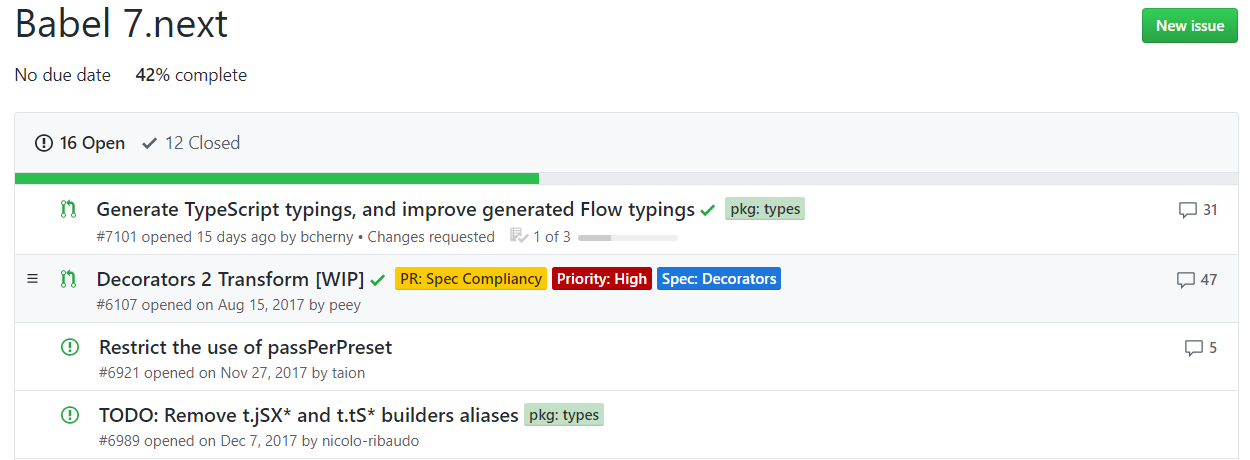 Babel 7.next
New issue
No due date 42% complete
16 Open 12 Closed
Generate TypeScript typings, and improve generated Flow typings pkg: types 31
#7101 opened 15 days ago by bcherny • Changes requested 1 of 3
Decorators 2 Transform [WIP] PR: Spec Compliancy Priority: High Spec: Decorators 47
#6107 opened on Aug 15, 2017 by peey
Restrict the use of passPerPreset 5
#6921 opened on Nov 27, 2017 by taion
TODO: Remove t.jSX* and t.tS* builders aliases pkg: types
#6989 opened on Dec 7, 2017 by nicolo-ribaudo